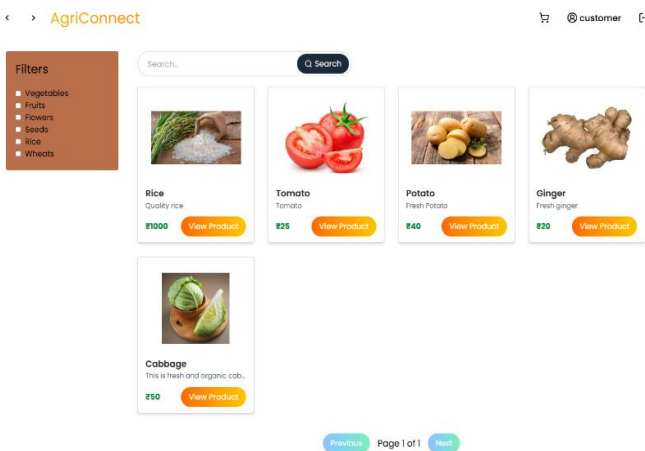 AgriConnect
customer
Filters
Vegetables
Fruits
Flowers
Seeds
Rice
Wheats
Search..
Search
Rice
Quality rice
₹1000 View Product
Tomato
Tomato
₹25 View Product
Potato
Fresh Potato
₹40 View Product
Ginger
Fresh ginger
₹20 View Product
Cabbage
This is fresh and organic cab..
₹50 View Product
Previous Page 1 of 1 Next